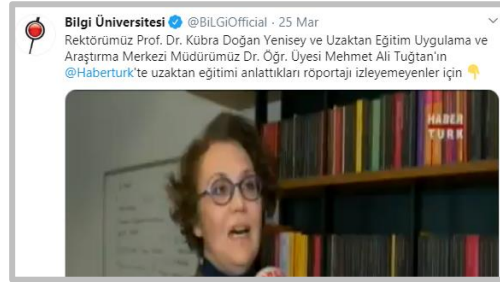 Bilgi Üniversitesi @BiLGiOfficial · 25 Mar
Rektörümüz Prof. Dr. Kübra Doğan Yenisey ve Uzaktan Eğitim Uygulama ve
Araştırma Merkezi Müdürümüz Dr. Öğr. Üyesi Mehmet Ali Tuğtan'ın
@Haberturk'te uzaktan eğitimi anlattıkları röportajı izleyemeyenler için 👇
HABER
TURK